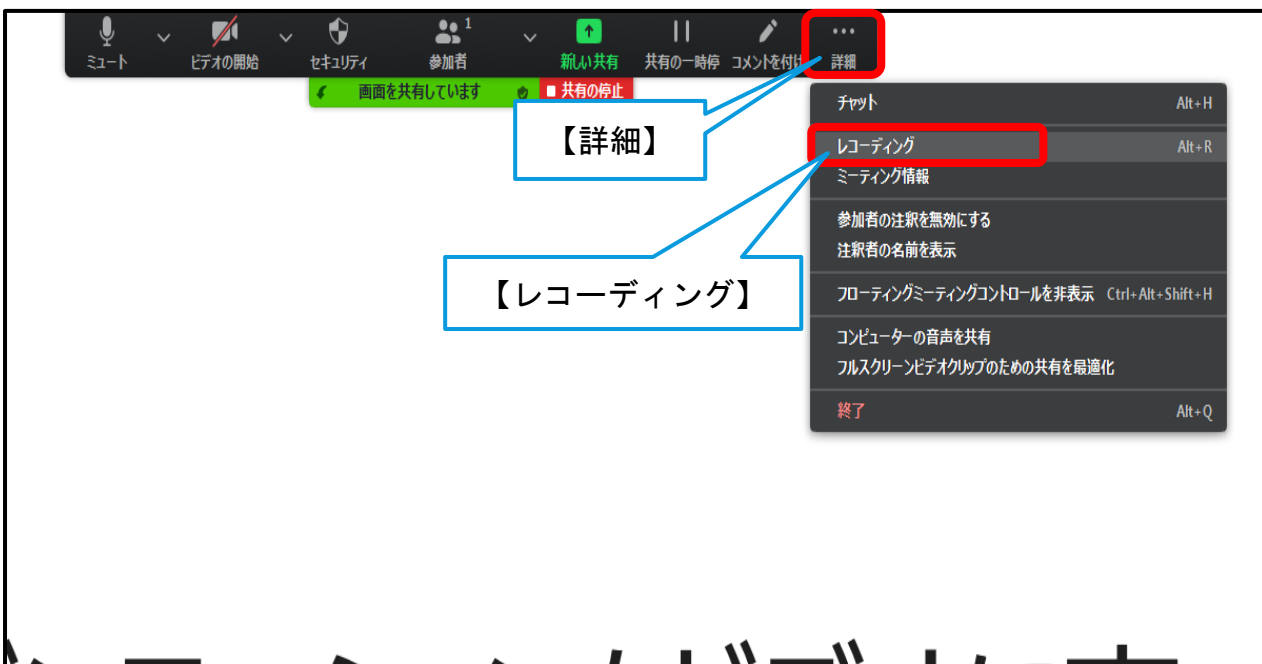 1
ミュート
ビデオの開始
セキュリティ
参加者
新しい共有
共有の一時停
コメントを付け
詳細
画面を共有しています
共有の停止
【詳細】
【レコーディング】
チャット Alt+H
レコーディング Alt+R
ミーティング情報
参加者の注釈を無効にする
注釈者の名前を表示
フローティングミーティングコントロールを非表示 Ctrl+Alt+Shift+H
コンピューターの音声を共有
フルスクリーンビデオクリップのための共有を最適化
終了 Alt+Q